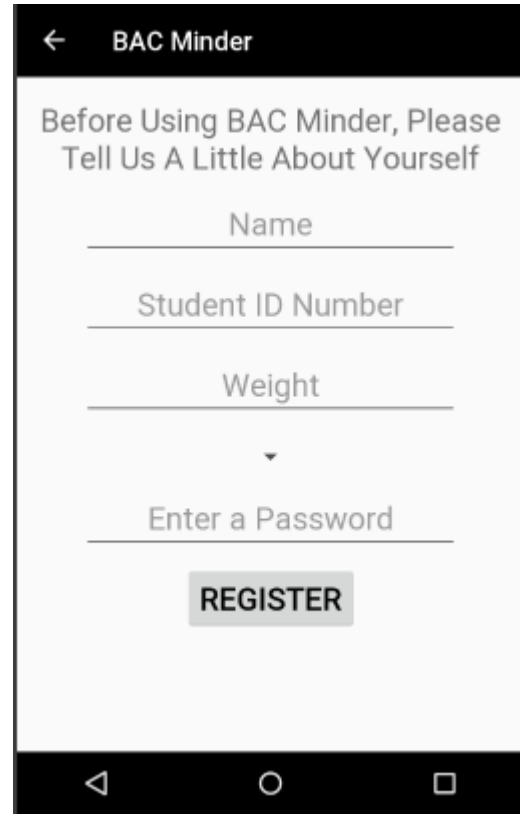 BAC Minder
Before Using BAC Minder, Please
Tell Us A Little About Yourself
Name
Student ID Number
Weight
Enter a Password
REGISTER